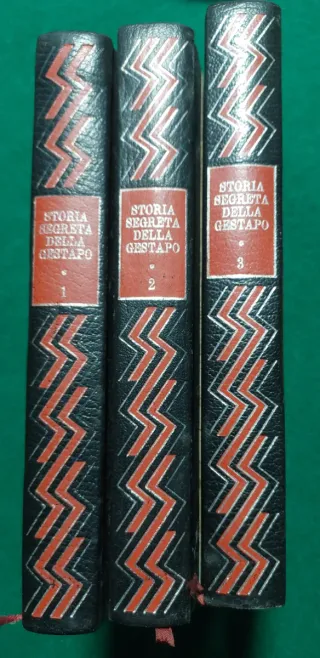 STORIA
SEGRETA
DELLA
GESTAPO
•
1
STORIA
SEGRETA
DELLA
GESTAPO
•
2
STORIA
SEGRETA
DELLA
GESTAPO
•
3